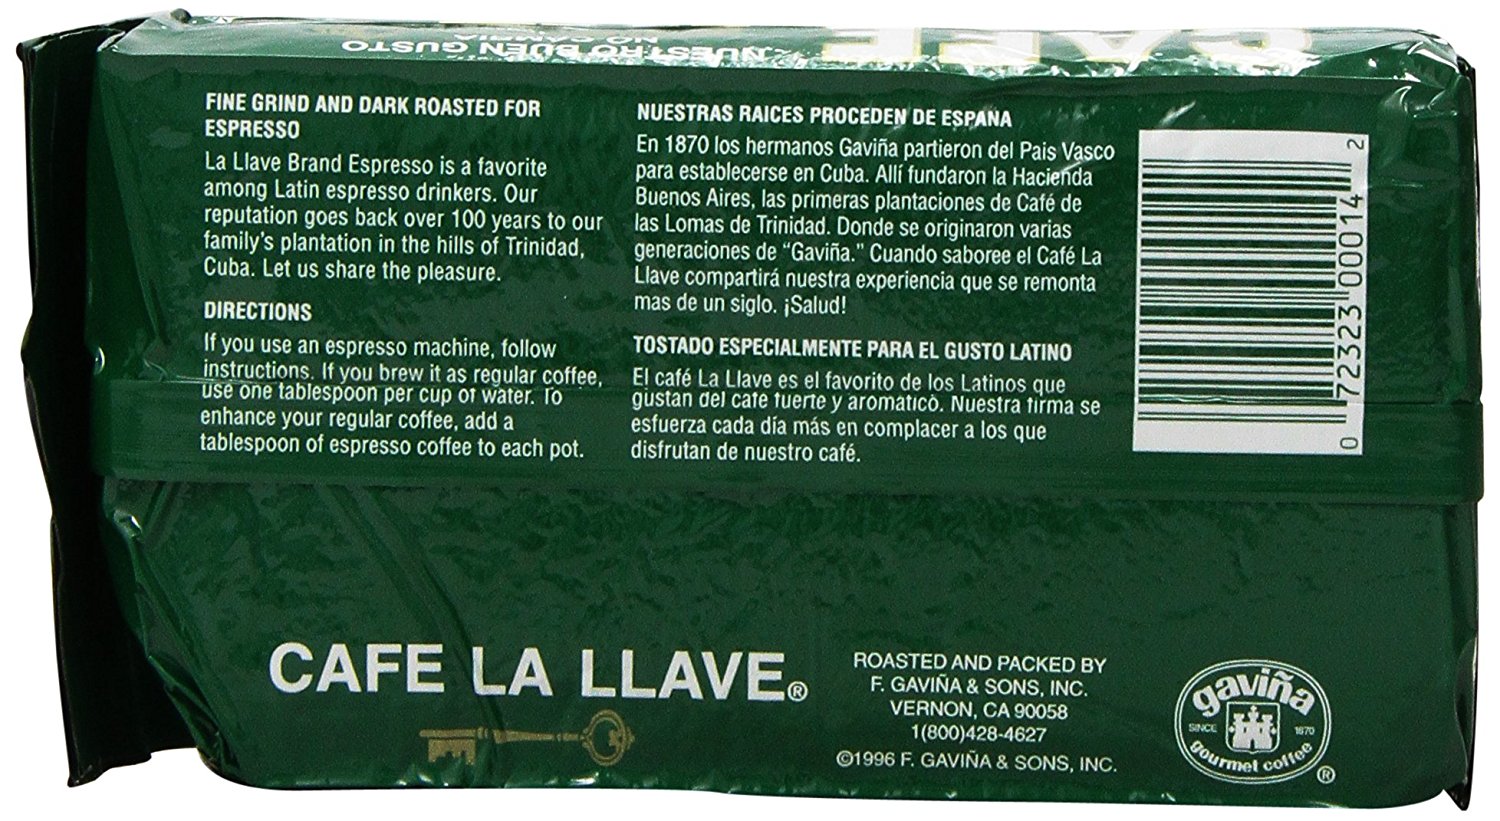 CAFE
NUESTRO BUEN GUSTO
NO CAMBIA
FINE GRIND AND DARK ROASTED FOR
ESPRESSO
La Llave Brand Espresso is a favorite
among Latin espresso drinkers. Our
reputation goes back over 100 years to our
family's plantation in the hills of Trinidad,
Cuba. Let us share the pleasure.
DIRECTIONS
If you use an espresso machine, follow
instructions. If you brew it as regular coffee,
use one tablespoon per cup of water. To
enhance your regular coffee, add a
tablespoon of espresso coffee to each pot.
NUESTRAS RAICES PROCEDEN DE ESPAÑA
En 1870 los hermanos Gaviña partieron del Pais Vasco
para establecerse en Cuba. Allí fundaron la Hacienda
Buenos Aires, las primeras plantaciones de Café de
las Lomas de Trinidad. Donde se originaron varias
generaciones de “Gaviña.” Cuando saboree el Café La
Llave compartirá nuestra experiencia que se remonta
mas de un siglo. ¡Salud!
TOSTADO ESPECIALMENTE PARA EL GUSTO LATINO
El café La Llave es el favorito de los Latinos que
gustan del café fuerte y aromático. Nuestra firma se
esfuerza cada día más en complacer a los que
disfrutan de nuestro café.
0 72323 00014 2
CAFE LA LLAVE®
ROASTED AND PACKED BY
F. GAVIÑA & SONS, INC.
VERNON, CA 90058
1(800)428-4627
©1996 F. GAVIÑA & SONS, INC.
gaviña
SINCE 1870
gourmet coffee
®